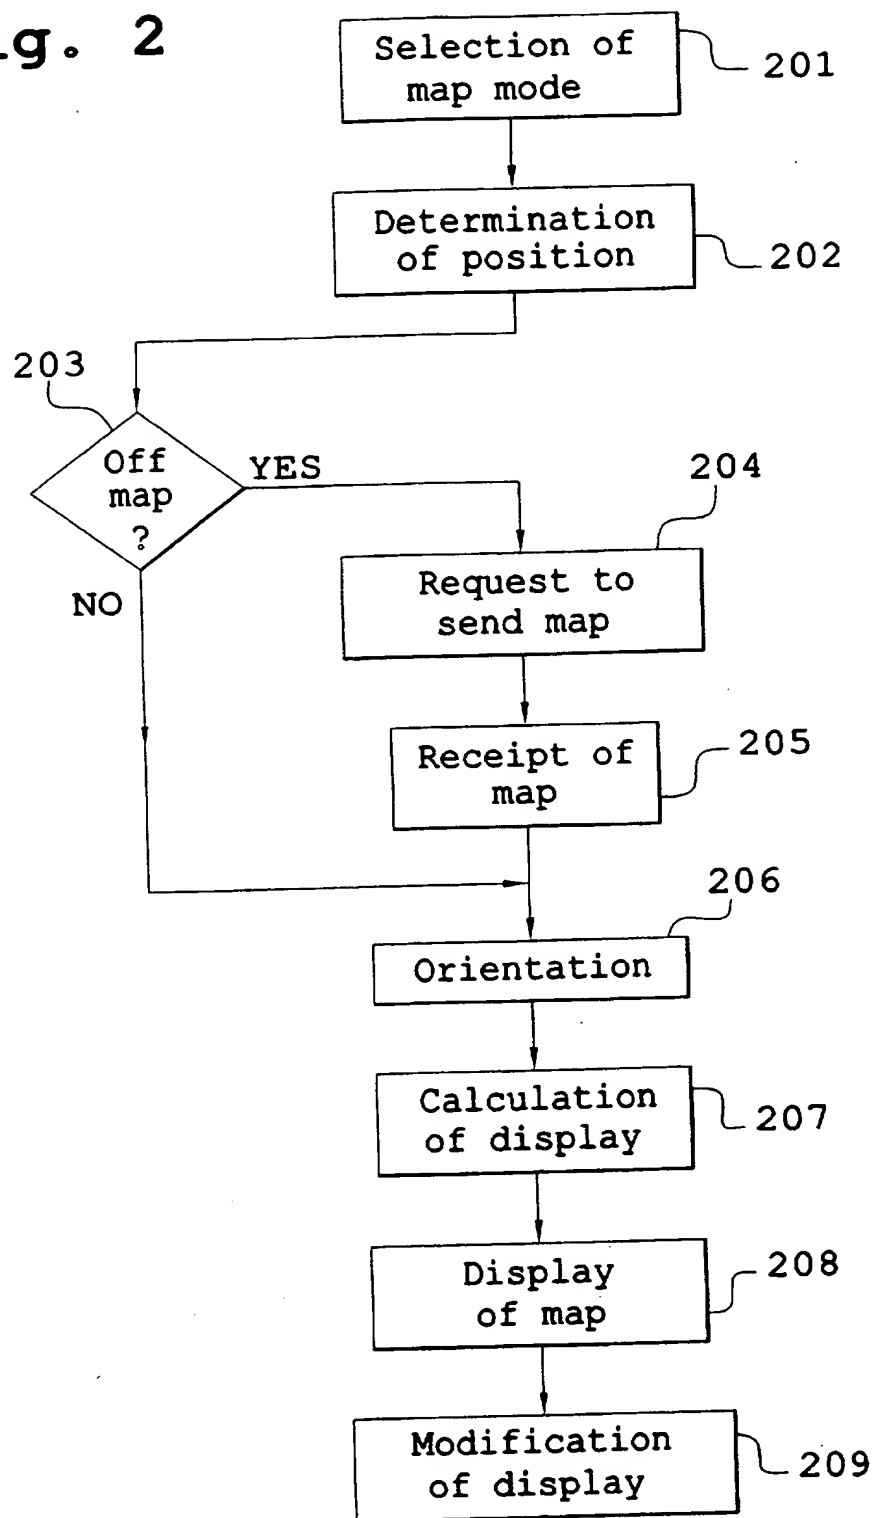 g. 2
Selection of
map mode
201
Determination
of position
202
203
Off
map
?
YES
NO
204
Request to
send map
Receipt of
map
205
206
Orientation
Calculation
of display
207
Display
of map
208
Modification
of display
209